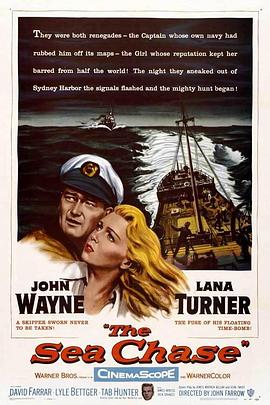 They were both renegades – the Captain whose own navy had
rubbed him off its maps – the Girl whose reputation kept her
barred from half the world! The night they sneaked out of
Sydney Harbor the signals flashed and the mighty hunt began!
JOHN
WAYNE
A SKIPPER SWORN NEVER
TO BE TAKEN!
LANA
TURNER
THE FUSE OF HIS FLOATING
TIME-BOMB!
"The
Sea Chase"
WARNER BROS.
CINEMASCOPE
AND WARNERCOLOR
DAVID FARRAR · LYLE BETTGER · TAB HUNTER
DIRECTED BY JOHN FARROW